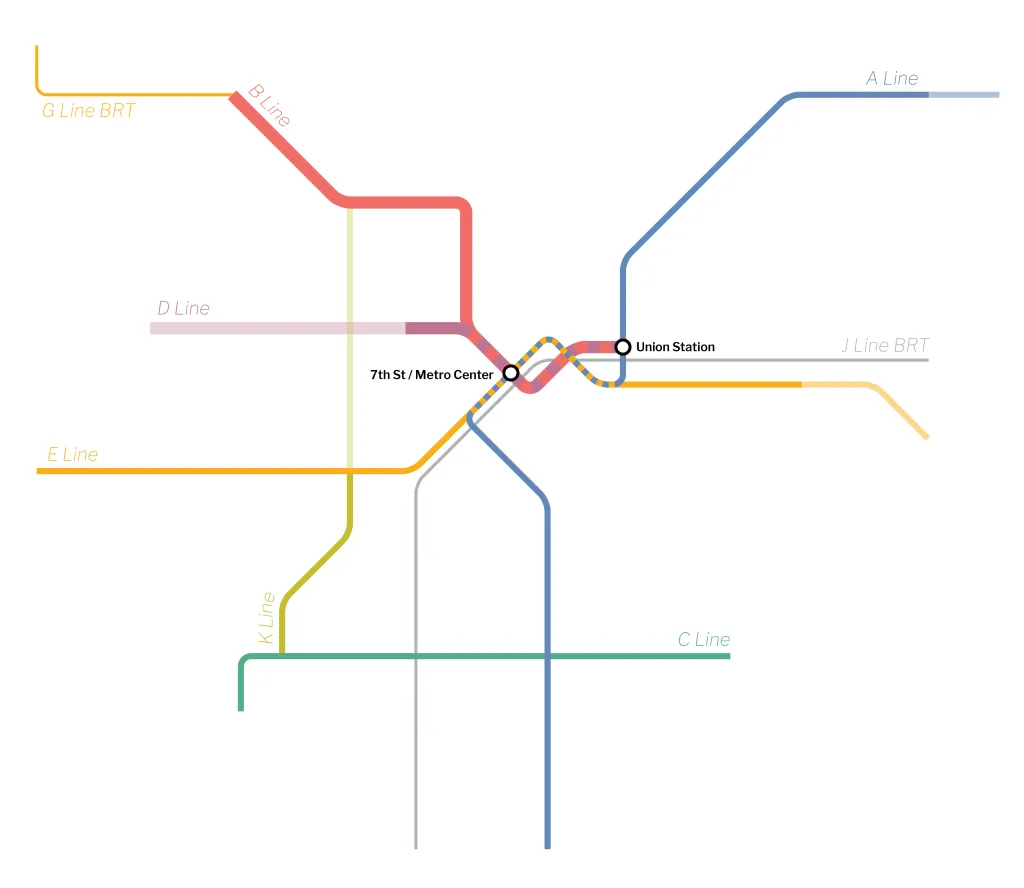 A Line
B Line
G Line BRT
D Line
Union Station
J Line BRT
7th St / Metro Center
E Line
K Line
C Line